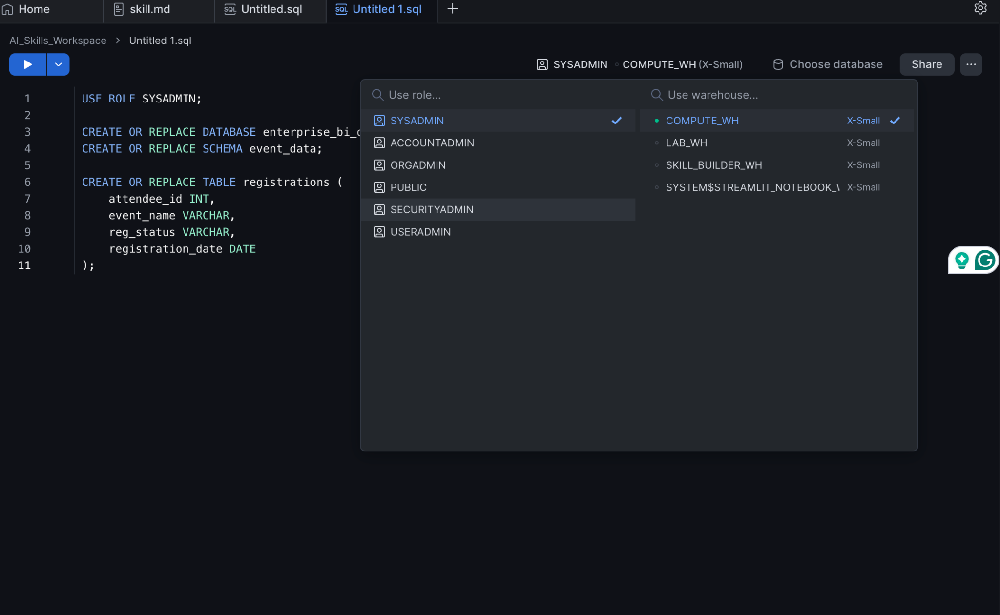 Home
skill.md
SQL Untitled.sql
SQL Untitled 1.sql
AI_Skills_Workspace > Untitled 1.sql
SYSADMIN COMPUTE_WH (X-Small)
Choose database
Share
1 USE ROLE SYSADMIN;
2
3 CREATE OR REPLACE DATABASE
4 CREATE OR REPLACE SCHEMA event_data;
5
6 CREATE OR REPLACE TABLE registrations (
7 attendee_id INT,
8 event_name VARCHAR,
9 reg_status VARCHAR,
10 registration_date DATE
11 );
Use role...
SYSADMIN
ACCOUNTADMIN
ORGADMIN
PUBLIC
SECURITYADMIN
USERADMIN
Use warehouse...
COMPUTE_WH X-Small
LAB_WH X-Small
SKILL_BUILDER_WH X-Small
X-Small